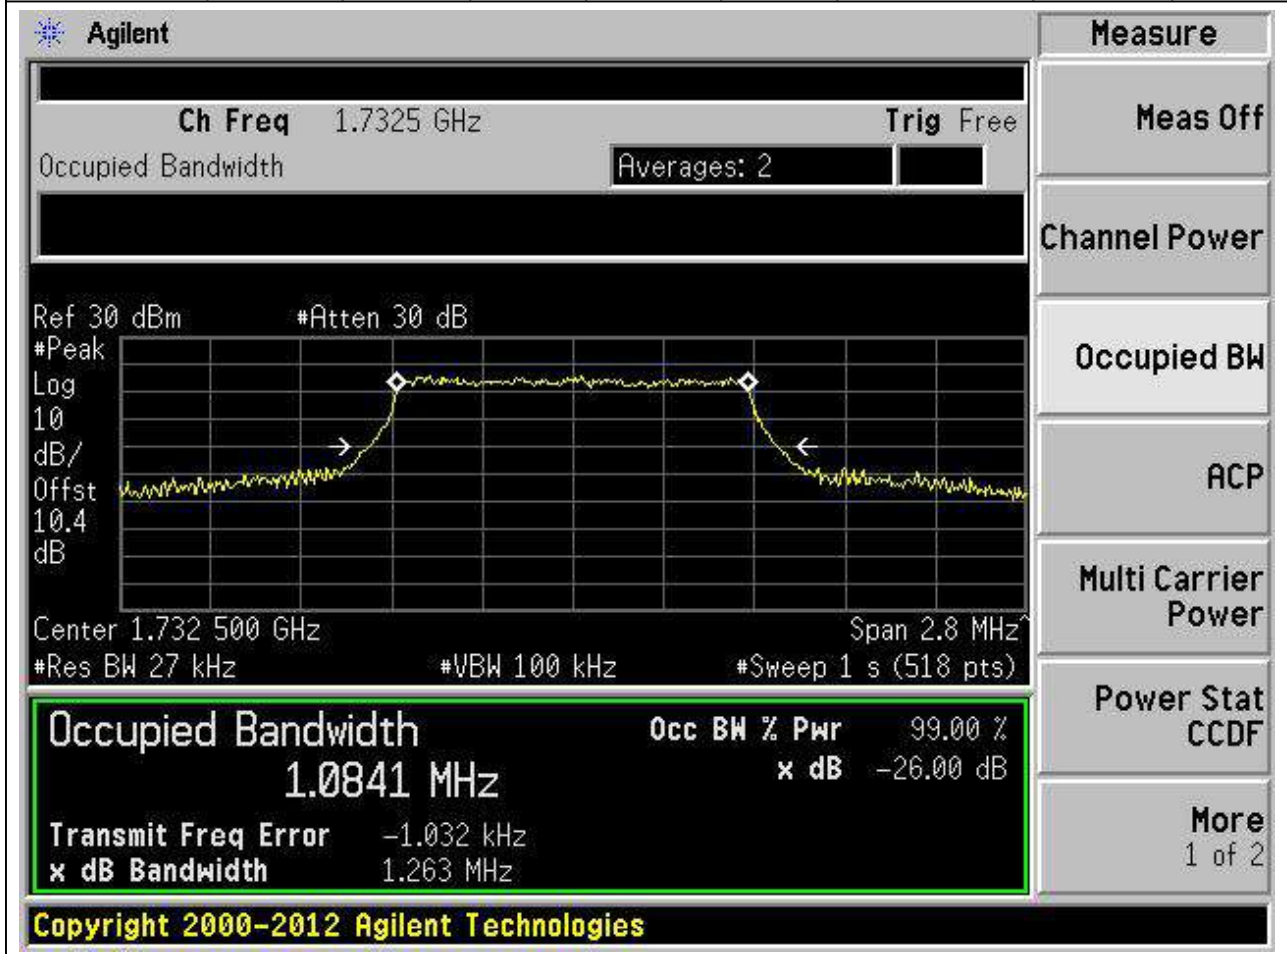 Agilent
Measure
Ch Freq 1.7325 GHz Trig Free
Occupied Bandwidth Averages: 2
Meas Off
Channel Power
Occupied BW
ACP
Multi Carrier
Power
Power Stat
CCDF
More
1 of 2
Ref 30 dBm #Atten 30 dB
#Peak
Log
10
dB/
Offst
10.4
dB
Center 1.732 500 GHz Span 2.8 MHz^
#Res BW 27 kHz #VBW 100 kHz #Sweep 1 s (518 pts)
Occupied Bandwidth Occ BW % Pwr 99.00 %
1.0841 MHz x dB -26.00 dB
Transmit Freq Error -1.032 kHz
x dB Bandwidth 1.263 MHz
Copyright 2000-2012 Agilent Technologies